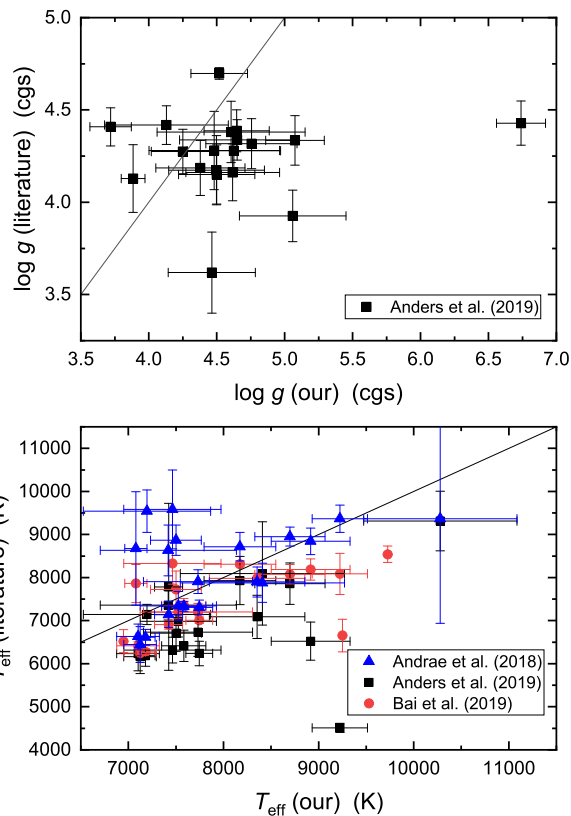 5.0
4.5
4.0
3.5
log g (literature) (cgs)
Anders et al. (2019)
3.5 4.0 4.5 5.0 5.5 6.0 6.5 7.0
log g (our) (cgs)
11000
10000
9000
8000
7000
6000
5000
4000
eff (literature) (K)
Andrae et al. (2018)
Anders et al. (2019)
Bai et al. (2019)
7000 8000 9000 10000 11000
Teff (our) (K)